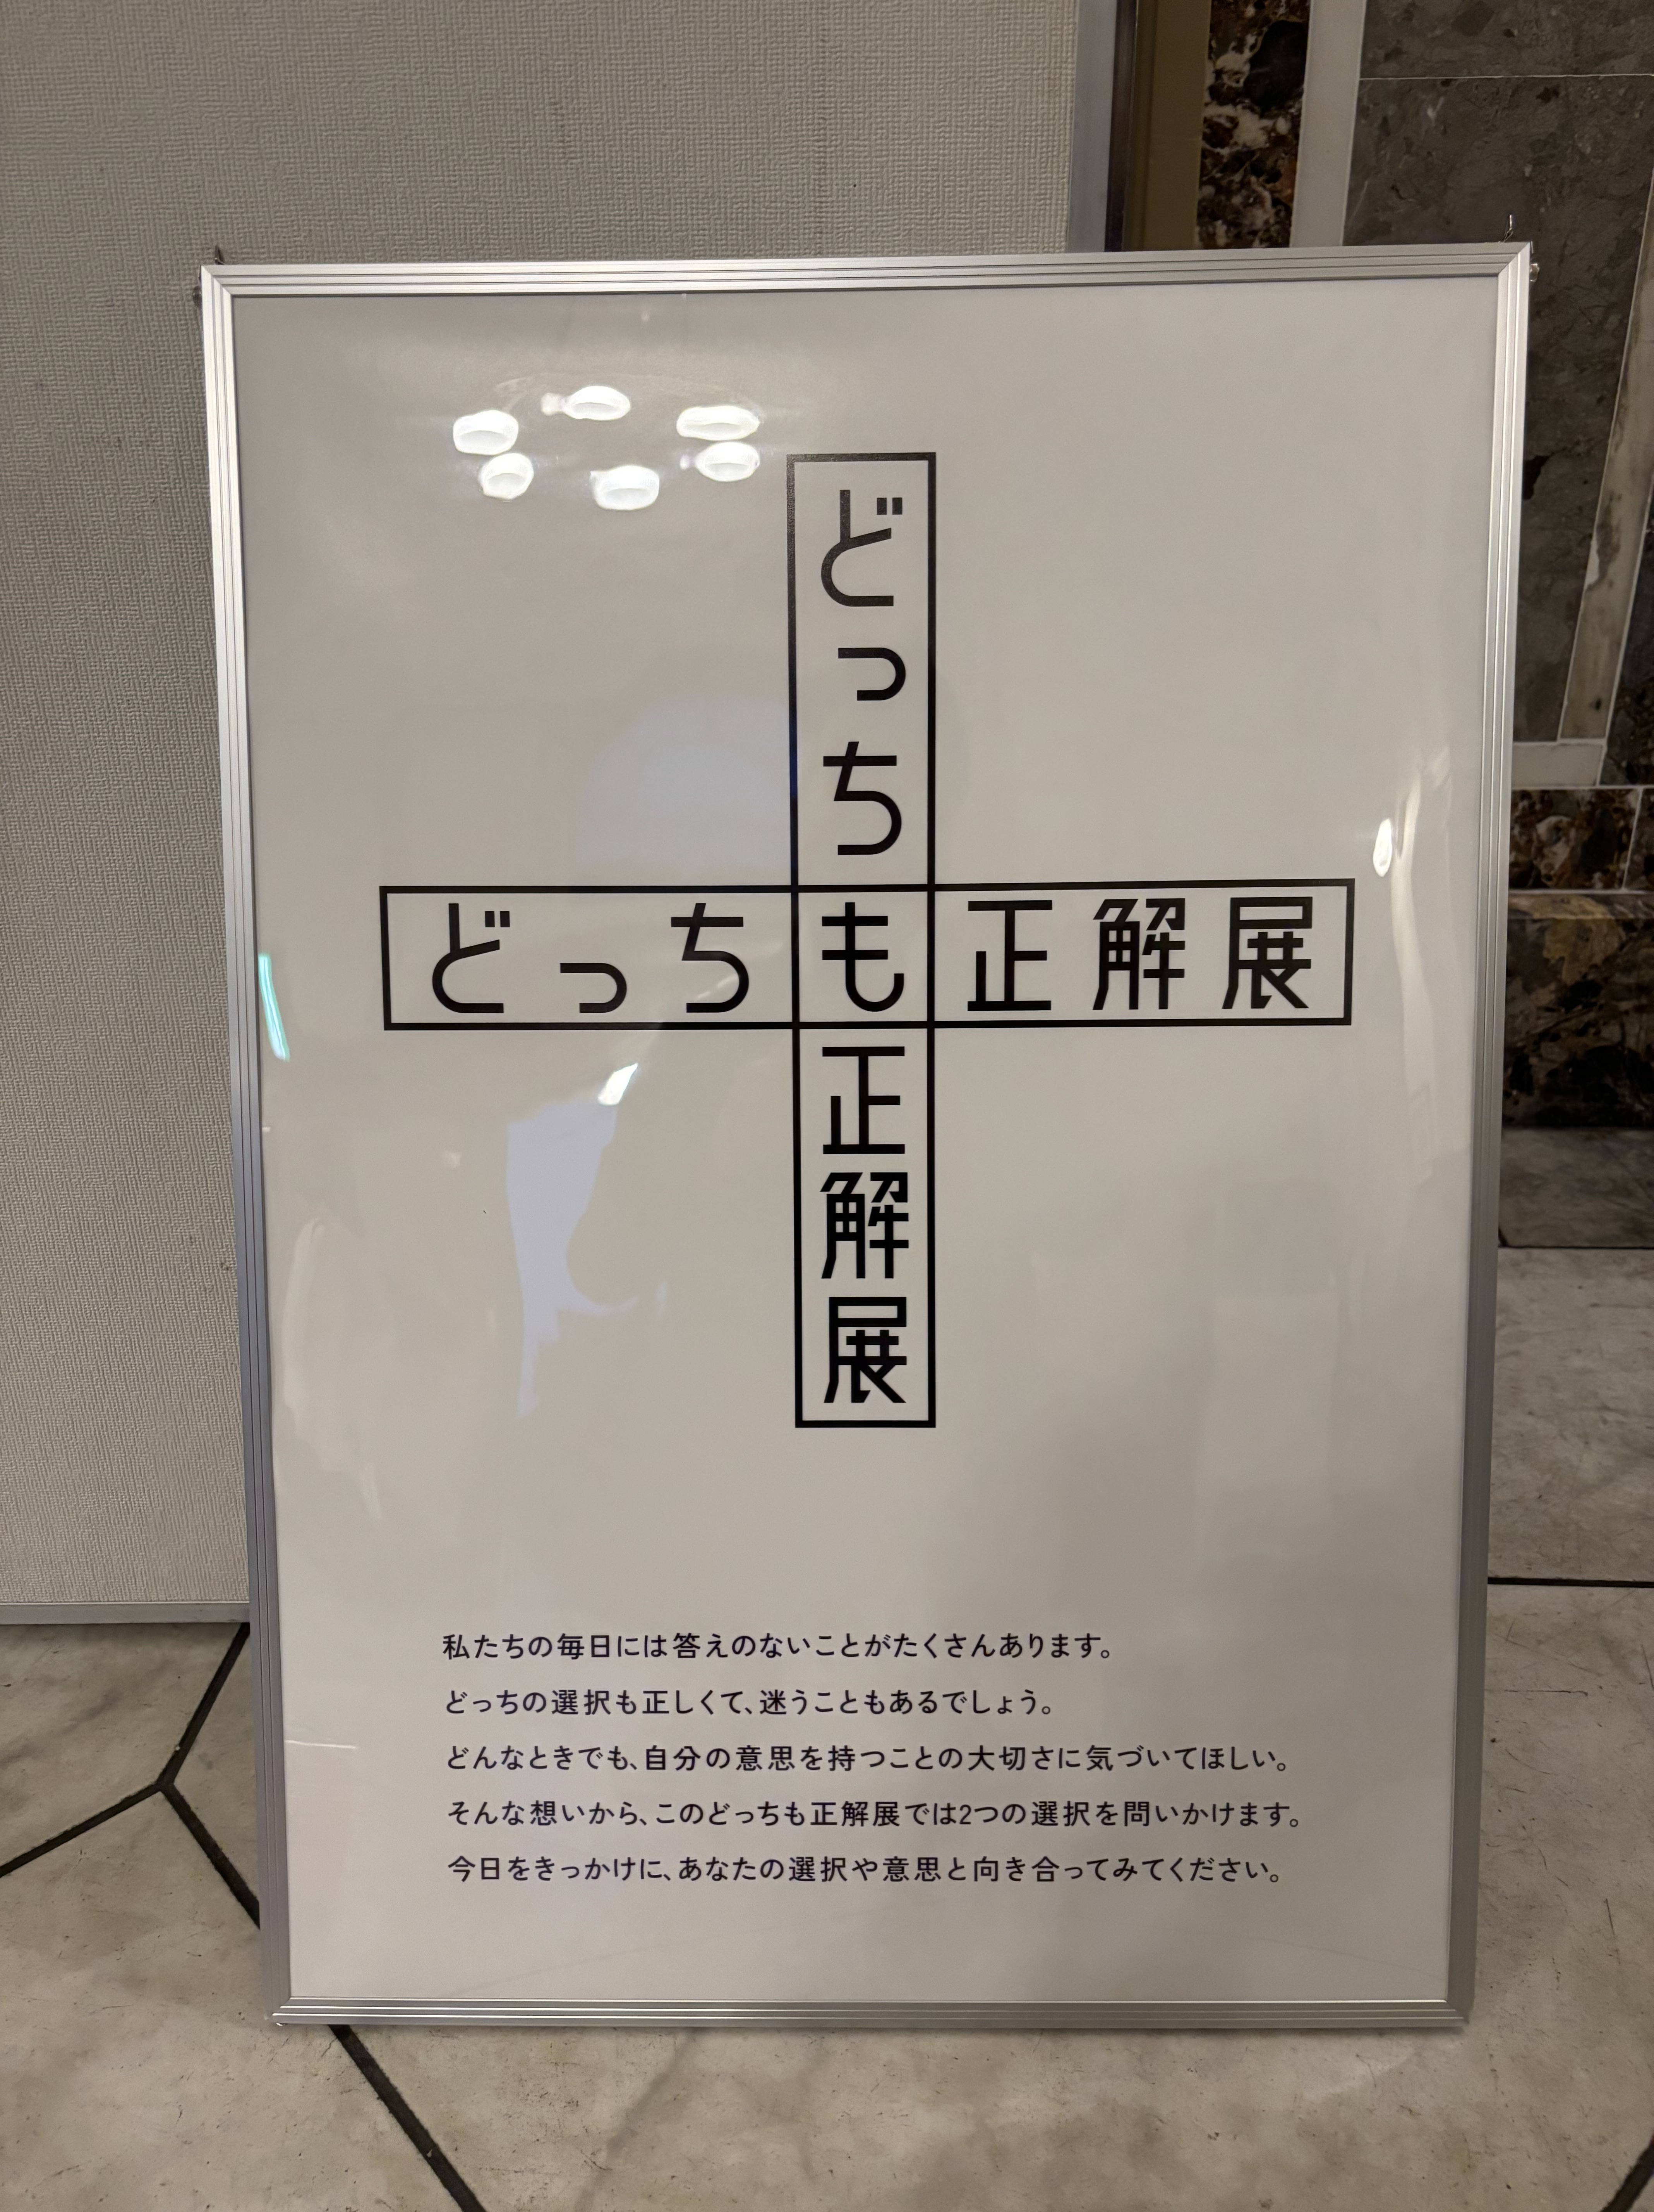 どっちも正解展
どっちも正解展
私たちの毎日には答えのないことがたくさんあります。
どっちの選択も正しくて、迷うこともあるでしょう。
どんなときでも、自分の意思を持つことの大切さに気づいてほしい。
そんな想いから、このどっちも正解展では2つの選択を問いかけます。
今日をきっかけに、あなたの選択や意思と向き合ってみてください。